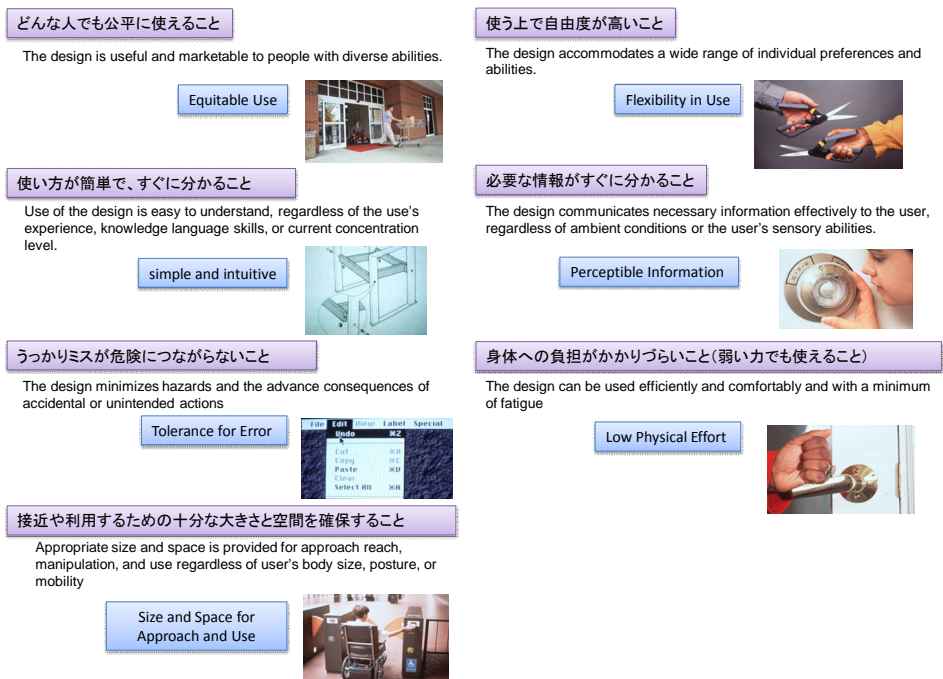 どんな人でも公平に使えること
The design is useful and marketable to people with diverse abilities.
Equitable Use
使う上で自由度が高いこと
The design accommodates a wide range of individual preferences and
abilities.
Flexibility in Use
使い方が簡単で、すぐに分かること
Use of the design is easy to understand, regardless of the use's
experience, knowledge language skills, or current concentration
level.
simple and intuitive
必要な情報がすぐに分かること
The design communicates necessary information effectively to the user,
regardless of ambient conditions or the user's sensory abilities.
Perceptible Information
うっかりミスが危険につながらないこと
The design minimizes hazards and the advance consequences of
accidental or unintended actions
Tolerance for Error
File Edit View Label Special
Undo ⌘Z
Cut ⌘X
Copy ⌘C
Paste ⌘V
Clear
Select All ⌘A
身体への負担がかかりづらいこと(弱い力でも使えること)
The design can be used efficiently and comfortably and with a minimum
of fatigue
Low Physical Effort
接近や利用するための十分な大きさと空間を確保すること
Appropriate size and space is provided for approach reach,
manipulation, and use regardless of user's body size, posture, or
mobility
Size and Space for
Approach and Use